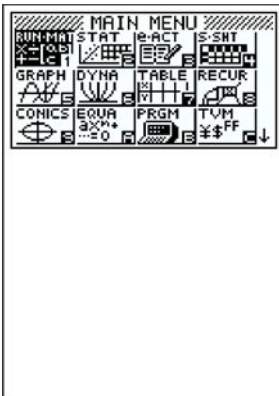 MAIN MENU
RUN-MAT STAT e-ACT S-SHT
GRAPH DYNA TABLE RECUR
CONICS EQUA PRGM TVM